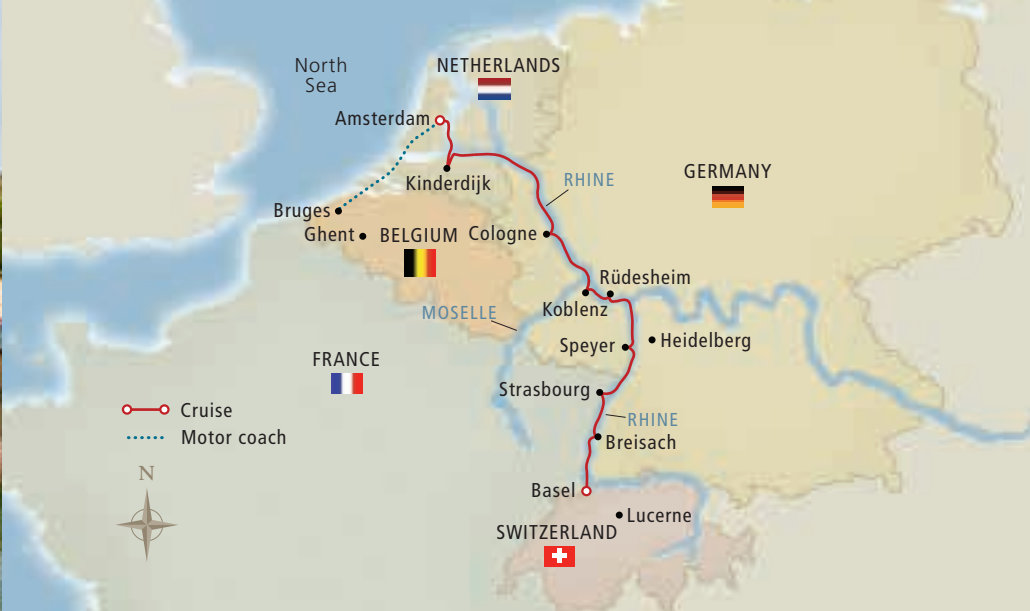 North
Sea
NETHERLANDS
Amsterdam
Kinderdijk
RHINE
GERMANY
Bruges
Ghent
BELGIUM
Cologne
Rüdesheim
Koblenz
MOSELLE
Speyer
Heidelberg
FRANCE
Strasbourg
Cruise
RHINE
Motor coach
Breisach
N
Basel
Lucerne
SWITZERLAND